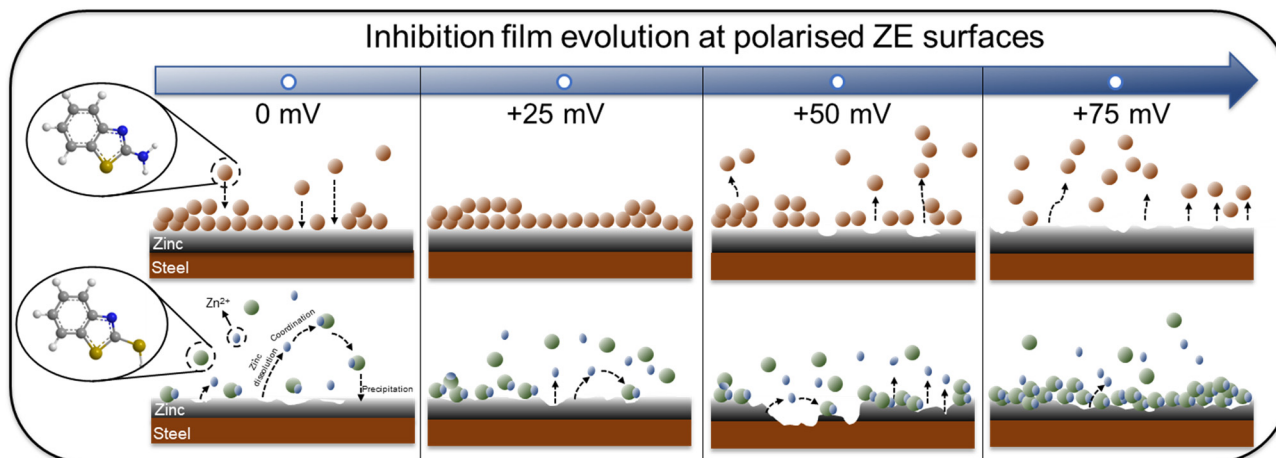 Inhibition film evolution at polarised ZE surfaces
0 mV
+25 mV
+50 mV
+75 mV
Zinc
Steel
Zn²⁺
Zinc
dissolution
Coordination
Precipitation
Zinc
Steel